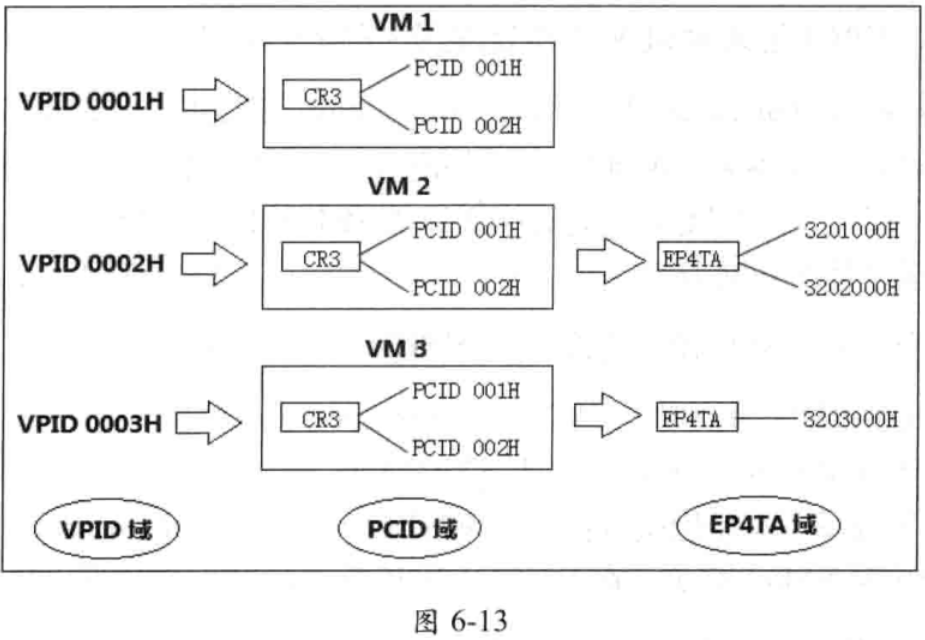 VM 1
VPID 0001H
CR3
PCID 001H
PCID 002H
VM 2
VPID 0002H
CR3
PCID 001H
PCID 002H
EP4TA
3201000H
3202000H
VM 3
VPID 0003H
CR3
PCID 001H
PCID 002H
EP4TA
3203000H
VPID 域
PCID 域
EP4TA 域
图 6-13